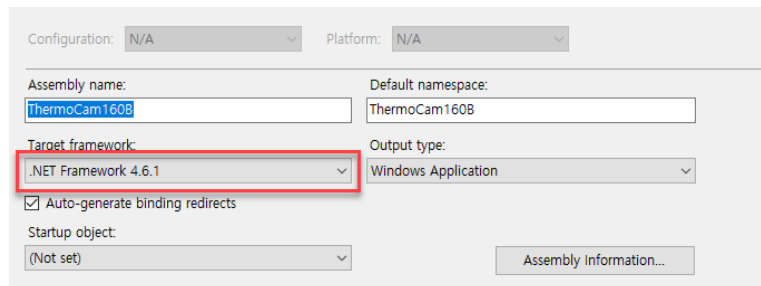 Configuration: N/A Platform: N/A
Assembly name: Default namespace:
ThermoCam160B ThermoCam160B
Target framework: Output type:
.NET Framework 4.6.1 Windows Application
Auto-generate binding redirects
Startup object:
(Not set) Assembly Information...